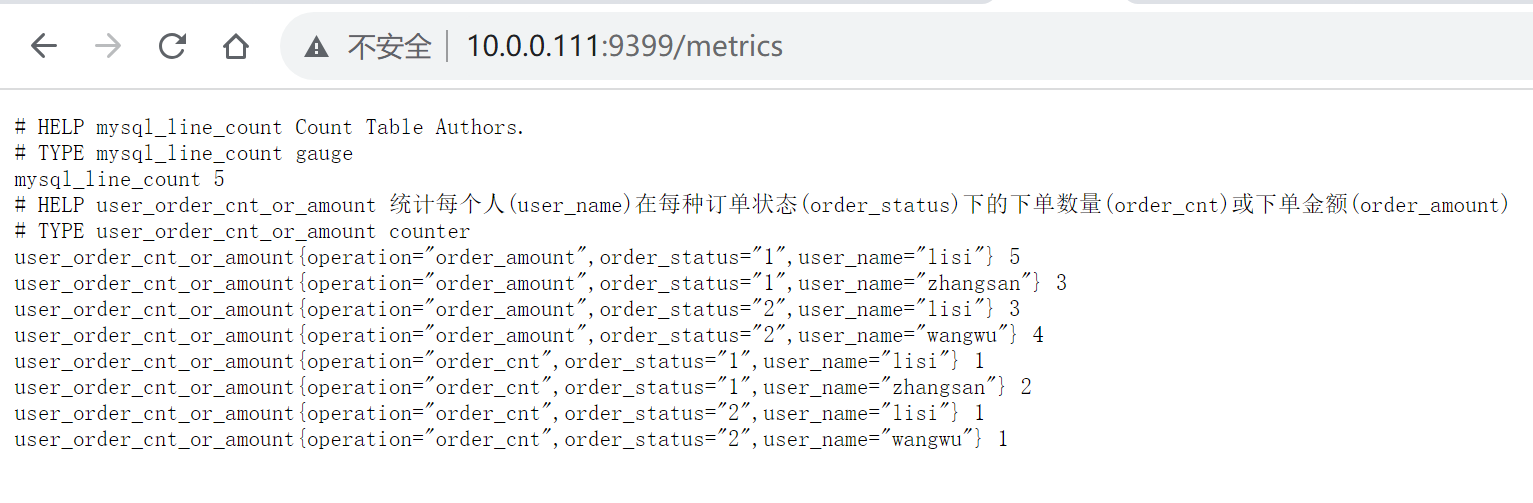 不安全 10.0.0.111:9399/metrics
# HELP mysql_line_count Count Table Authors.
# TYPE mysql_line_count gauge
mysql_line_count 5
# HELP user_order_cnt_or_amount 统计每个人(user_name)在每种订单状态(order_status)下的下单数量(order_cnt)或下单金额(order_amount)
# TYPE user_order_cnt_or_amount counter
user_order_cnt_or_amount{operation="order_amount",order_status="1",user_name="lisi"} 5
user_order_cnt_or_amount{operation="order_amount",order_status="1",user_name="zhangsan"} 3
user_order_cnt_or_amount{operation="order_amount",order_status="2",user_name="lisi"} 3
user_order_cnt_or_amount{operation="order_amount",order_status="2",user_name="wangwu"} 4
user_order_cnt_or_amount{operation="order_cnt",order_status="1",user_name="lisi"} 1
user_order_cnt_or_amount{operation="order_cnt",order_status="1",user_name="zhangsan"} 2
user_order_cnt_or_amount{operation="order_cnt",order_status="2",user_name="lisi"} 1
user_order_cnt_or_amount{operation="order_cnt",order_status="2",user_name="wangwu"} 1